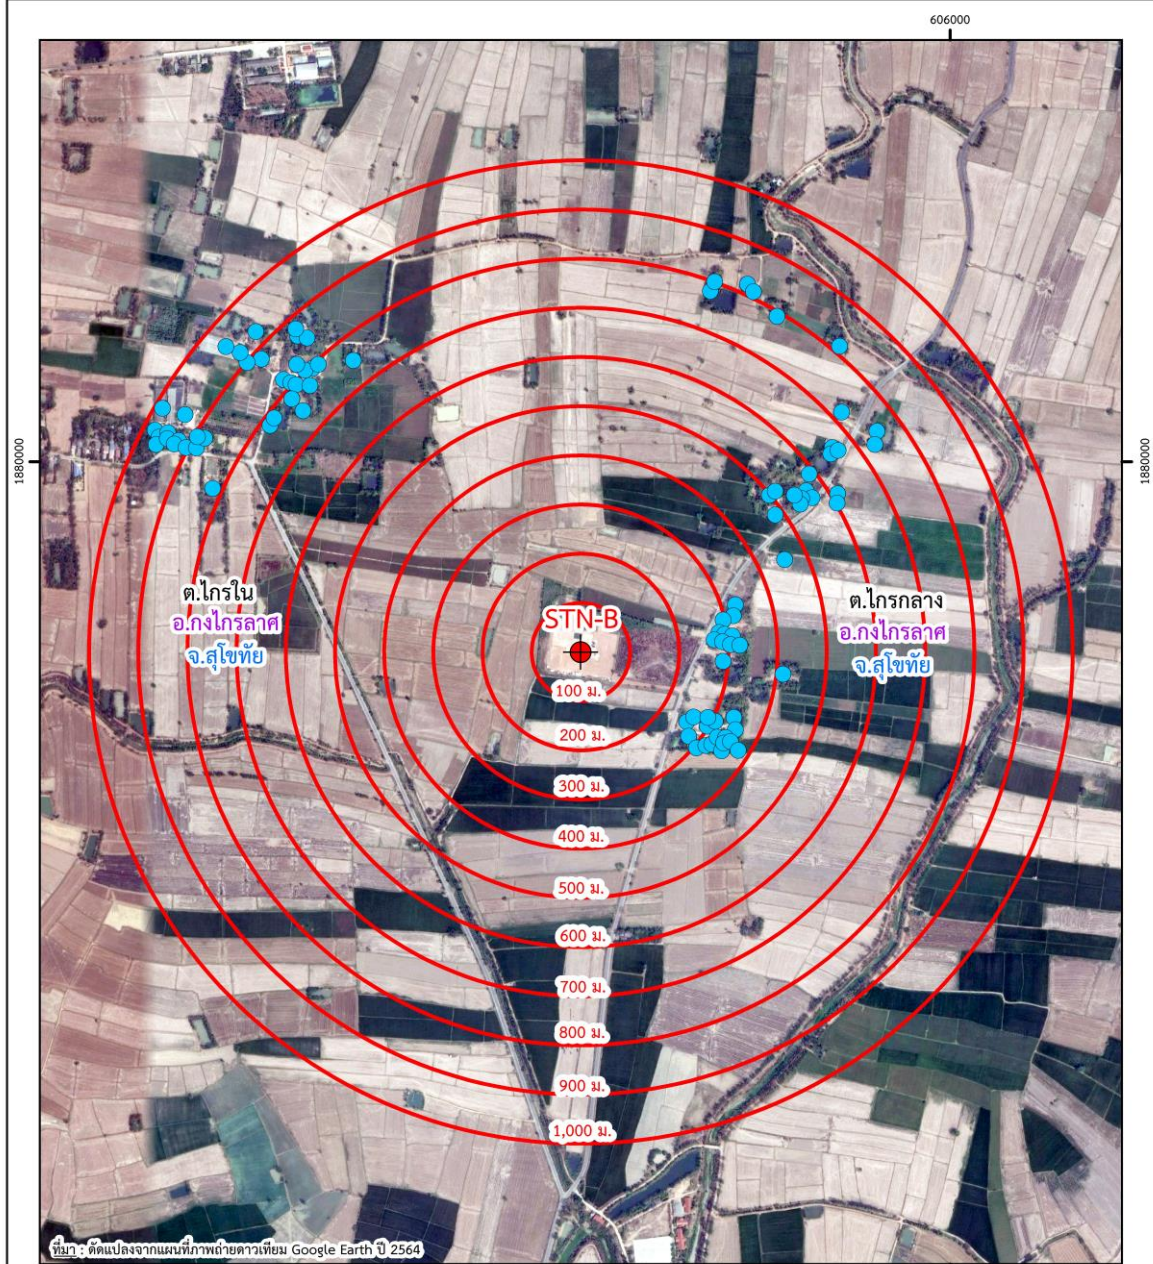 606000
1880000
1880000
ต.ไกรใน
อ.กงไกรลาศ
จ.สุโขทัย
STN-B
ต.ไกรกลาง
อ.กงไกรลาศ
จ.สุโขทัย
100 ม.
200 ม.
300 ม.
400 ม.
500 ม.
600 ม.
700 ม.
800 ม.
900 ม.
1,000 ม.
ที่มา : ดัดแปลงจากแผนที่ภาพถ่ายดาวเทียม Google Earth ปี 2564